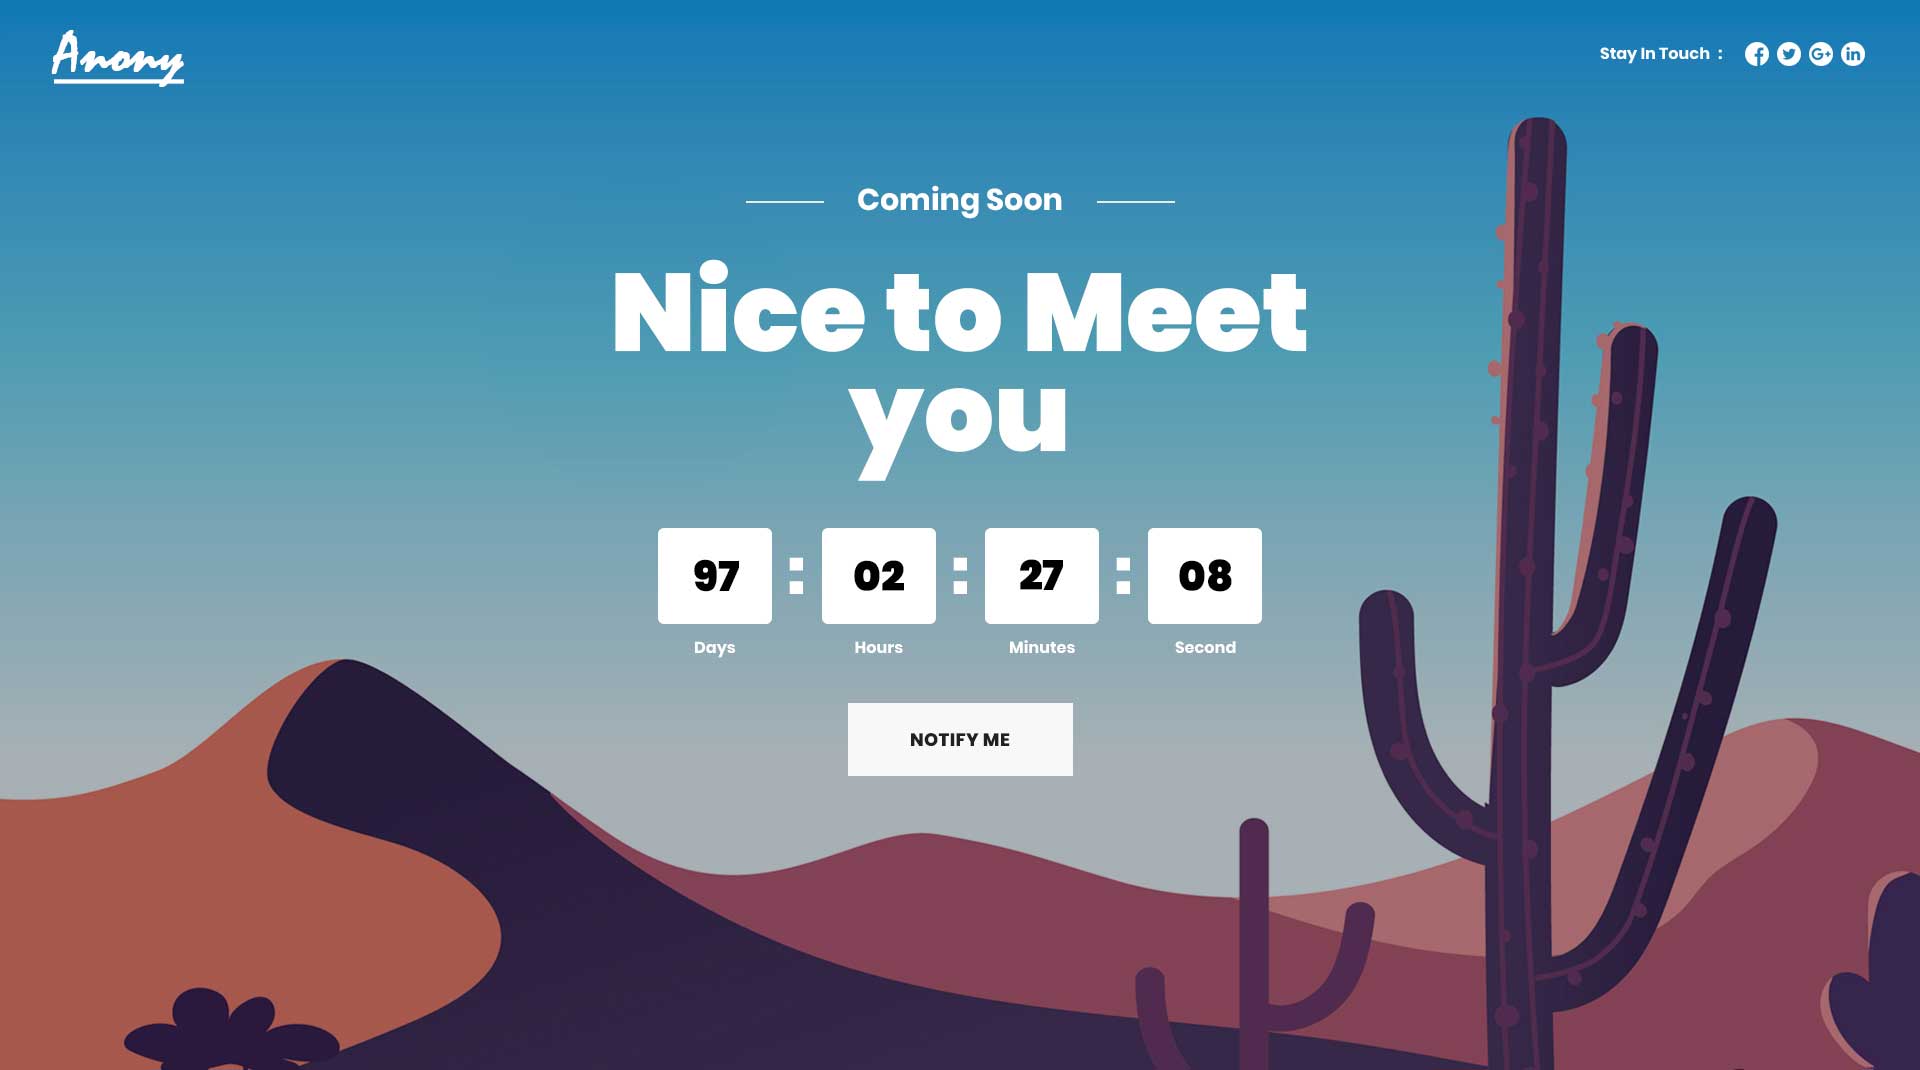 Anony
Stay In Touch :
Coming Soon
Nice to Meet
you
97 : 02 : 27 : 08
Days Hours Minutes Second
NOTIFY ME